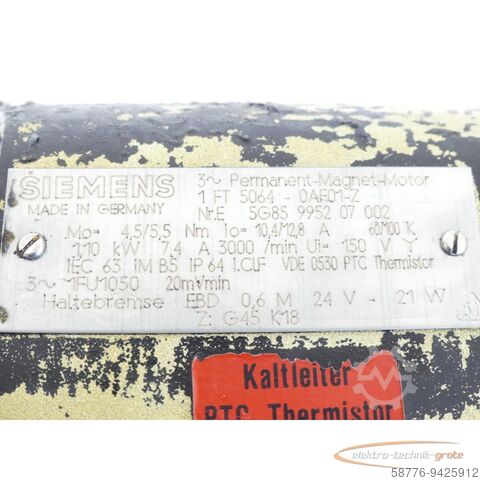 SIEMENS 3~ Permanent-Magnet-Motor
MADE IN GERMANY 1 FT 5064 - 0AF01-Z
Nr.E 5G85 9952 07 002
Mo= 4,5/5,5 Nm Io= 10,4/12,8 A 60/100 K
1,10 kW 7,4 A 3000 /min Ui= 150 V Y
IEC 63 IM B5 IP 64 I.Cl.F VDE 0530 PTC Thermistor
3~ 1FU1050 20mV/min
Haltebremse EBD 0,6 M 24 V - 21 W
Z: G45 K18
Kaltleiter
PTC Thermistor
elektro-technik-grote
58776-9425912